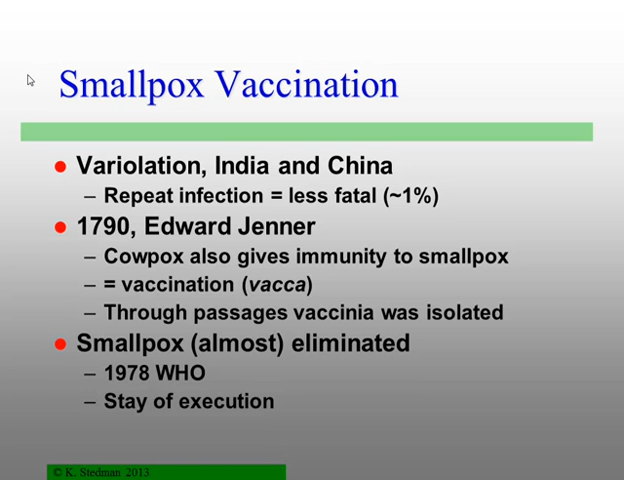 Smallpox Vaccination
Variolation, India and China
– Repeat infection = less fatal (~1%)
1790, Edward Jenner
– Cowpox also gives immunity to smallpox
– = vaccination (vacca)
– Through passages vaccinia was isolated
Smallpox (almost) eliminated
– 1978 WHO
– Stay of execution
© K. Stedman 2013